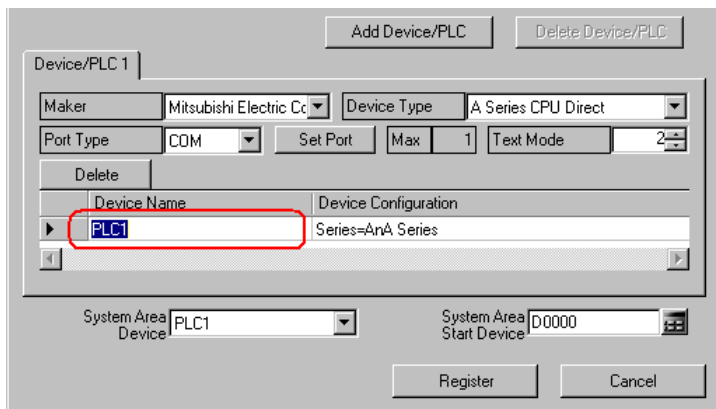 Add Device/PLC Delete Device/PLC
Device/PLC 1
Maker Mitsubishi Electric Co Device Type A Series CPU Direct
Port Type COM Set Port Max 1 Text Mode 2
Delete
Device Name Device Configuration
PLC1 Series=AnA Series
System Area Device PLC1 System Area Start Device D0000
Register Cancel